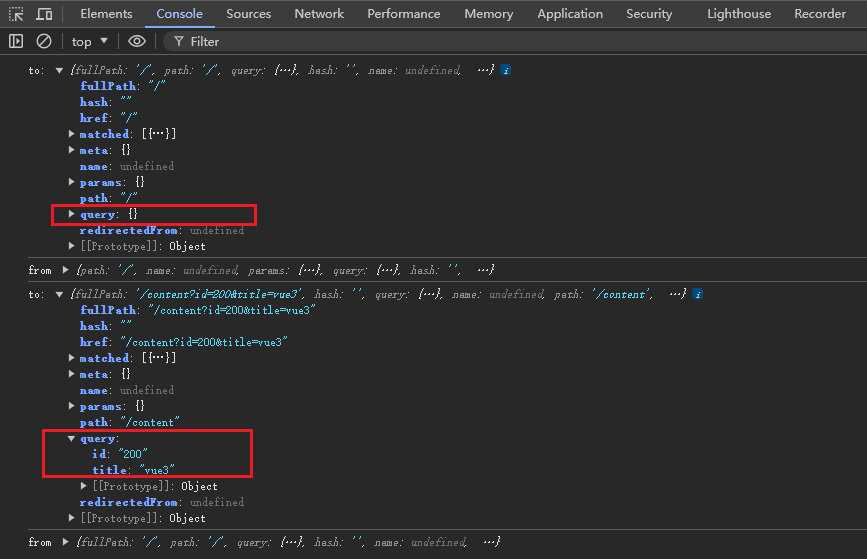 Elements Console Sources Network Performance Memory Application Security Lighthouse Recorder
top ▼ Filter
to: ▼ {fullPath: '/', path: '/', query: {…}, hash: '', name: undefined, …} i
fullPath: "/"
hash: ""
href: "/"
▶ matched: [{…}]
▶ meta: {}
name: undefined
▶ params: {}
path: "/"
▶ query: {}
redirectedFrom: undefined
▶ [[Prototype]]: Object
from ▶ {path: '/', name: undefined, params: {…}, query: {…}, hash: '', …}
to: ▼ {fullPath: '/content?id=200&title=vue3', hash: '', query: {…}, name: undefined, path: '/content', …} i
fullPath: "/content?id=200&title=vue3"
hash: ""
href: "/content?id=200&title=vue3"
▶ matched: [{…}]
▶ meta: {}
name: undefined
▶ params: {}
path: "/content"
▼ query:
id: "200"
title: "vue3"
▶ [[Prototype]]: Object
redirectedFrom: undefined
▶ [[Prototype]]: Object
from ▶ {fullPath: '/', path: '/', query: {…}, hash: '', name: undefined, …}